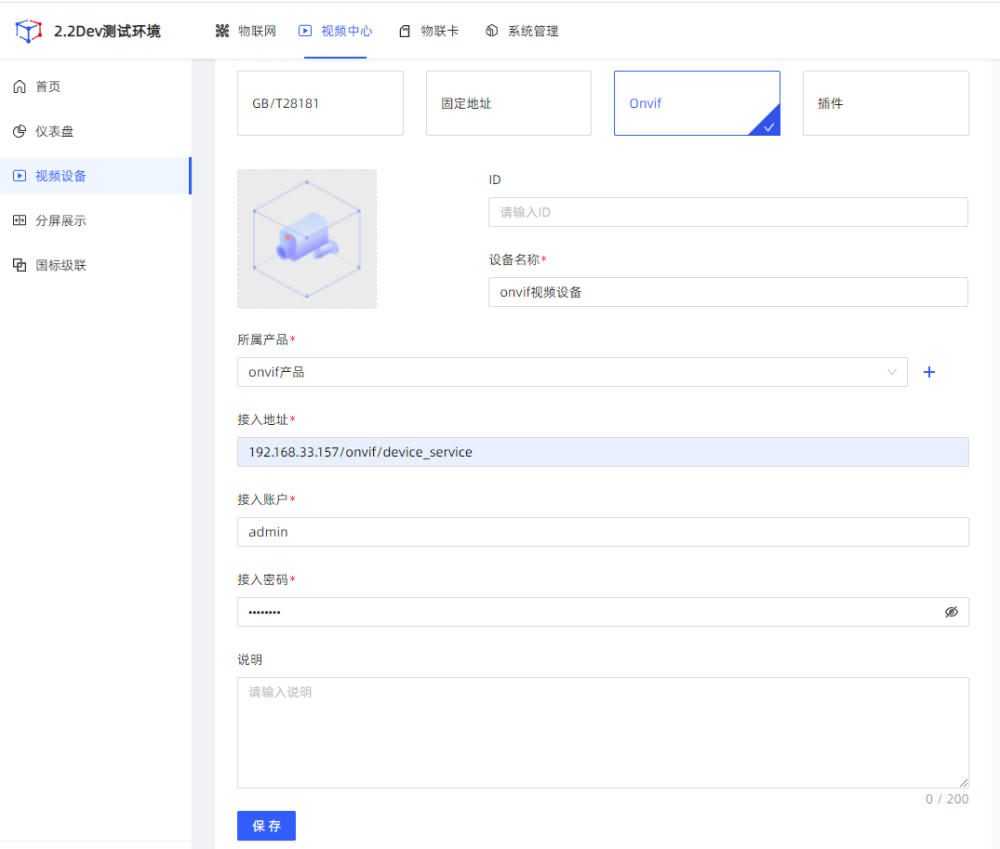 2.2Dev测试环境
物联网
视频中心
物联卡
系统管理
首页
仪表盘
视频设备
分屏展示
国标级联
GB/T28181
固定地址
Onvif
插件
ID
请输入ID
设备名称*
onvif视频设备
所属产品*
onvif产品
接入地址*
192.168.33.157/onvif/device_service
接入账户*
admin
接入密码*
••••••••
说明
请输入说明
0 / 200
保 存